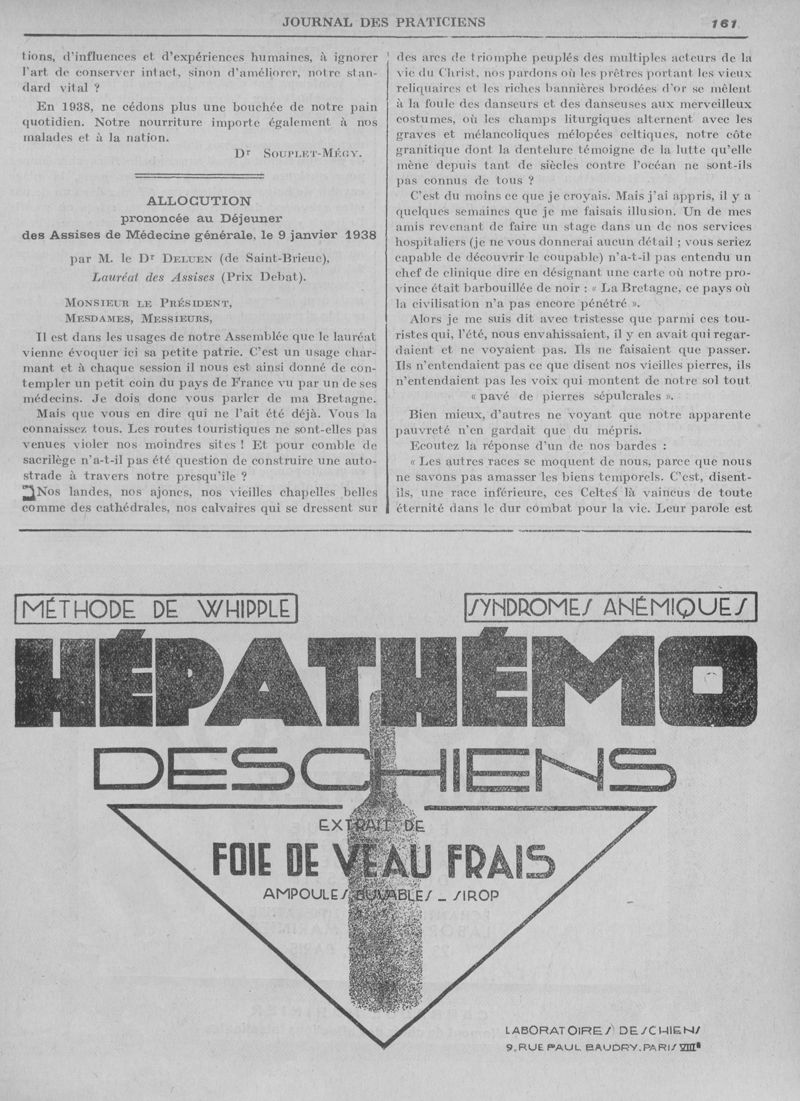 JOURNAL DES PRATICIENS
161
tions, d'influences et d'expériences humaines, à ignorer
l'art de conserver intact, sinon d'améliorer, notre stan-
dard vital ?
En 1938, ne cédons plus une bouchée de notre pain
quotidien. Notre nourriture importe également à nos
malades et à la nation.
Dr SOUPLET-MÉGY.
ALLOCUTION
prononcée au Déjeuner
des Assises de Médecine générale, le 9 janvier 1938
par M. le Dr DELUEN (de Saint-Brieuc),
Lauréat des Assises (Prix Debat).
MONSIEUR LE PRÉSIDENT,
MESDAMES, MESSIEURS,
Il est dans les usages de notre Assemblée que le lauréat
vienne évoquer ici sa petite patrie. C'est un usage char-
mant et à chaque session il nous est ainsi donné de con-
templer un petit coin du pays de France vu par un de ses
médecins. Je dois donc vous parler de ma Bretagne.
Mais que vous en dire qui ne l'ait été déjà. Vous la
connaissez tous. Les routes touristiques ne sont-elles pas
venues violer nos moindres sites ! Et pour comble de
sacrilège n'a-t-il pas été question de construire une auto-
strade à travers notre presqu'île ?
Nos landes, nos ajoncs, nos vieilles chapelles belles
comme des cathédrales, nos calvaires qui se dressent sur
des arcs de triomphe peuplés des multiples acteurs de la
vie du Christ, nos pardons où les prêtres portant les vieux
reliquaires et les riches bannières brodées d'or se mêlent
à la foule des danseurs et des danseuses aux merveilleux
costumes, où les champs liturgiques alternent avec les
graves et mélancoliques mélopées celtiques, notre côte
granitique dont la dentelure témoigne de la lutte qu'elle
mène depuis tant de siècles contre l'océan ne sont-ils
pas connus de tous ?
C'est du moins ce que je croyais. Mais j'ai appris, il y a
quelques semaines que je me faisais illusion. Un de mes
amis revenant de faire un stage dans un de nos services
hospitaliers (je ne vous donnerai aucun détail ; vous seriez
capable de découvrir le coupable) n'a-t-il pas entendu un
chef de clinique dire en désignant une carte où notre pro-
vince était barbouillée de noir : « La Bretagne, ce pays où
la civilisation n'a pas encore pénétré ».
Alors je me suis dit avec tristesse que parmi ces tou-
ristes qui, l'été, nous envahissaient, il y en avait qui regar-
daient et ne voyaient pas. Ils ne faisaient que passer.
Ils n'entendaient pas ce que disent nos vieilles pierres, ils
n'entendaient pas les voix qui montent de notre sol tout
« pavé de pierres sépulcrales ».
Bien mieux, d'autres ne voyant que notre apparente
pauvreté n'en gardait que du mépris.
Ecoutez la réponse d'un de nos bardes :
« Les autres races se moquent de nous, parce que nous
ne savons pas amasser les biens temporels. C'est, disent-
ils, une race inférieure, ces Celtes là vaincus de toute
éternité dans le dur combat pour la vie. Leur parole est
MÉTHODE DE WHIPPLE
SYNDROMES ANÉMIQUES
HÉPATHÉMO
DESCHIENS
EXTRAIT DE
FOIE DE VEAU FRAIS
AMPOULES BUVABLES _ SIROP
LABORATOIRES DESCHIENS
9, RUE PAUL BAUDRY. PARIS VIIIe